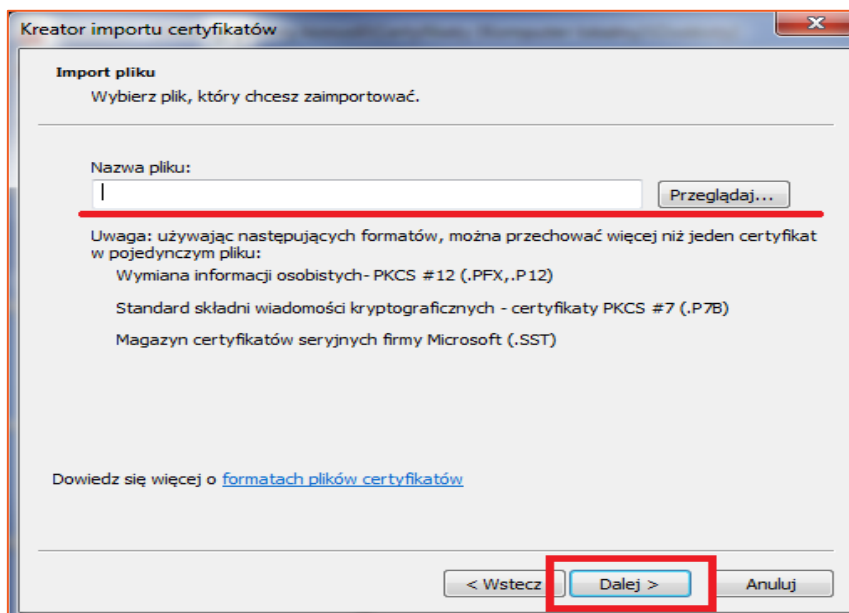 Kreator importu certyfikatów
Import pliku
Wybierz plik, który chcesz zaimportować.
Nazwa pliku:
Przeglądaj...
Uwaga: używając następujących formatów, można przechować więcej niż jeden certyfikat
w pojedynczym pliku:
Wymiana informacji osobistych- PKCS #12 (.PFX,.P12)
Standard składni wiadomości kryptograficznych - certyfikaty PKCS #7 (.P7B)
Magazyn certyfikatów seryjnych firmy Microsoft (.SST)
Dowiedz się więcej o formatach plików certyfikatów
< Wstecz Dalej > Anuluj